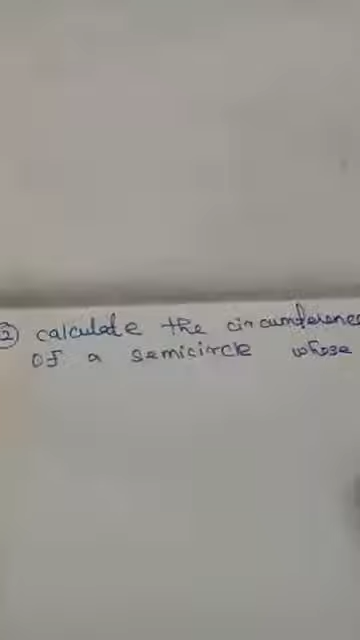 ② calculate the circumference
of a semicircle whose